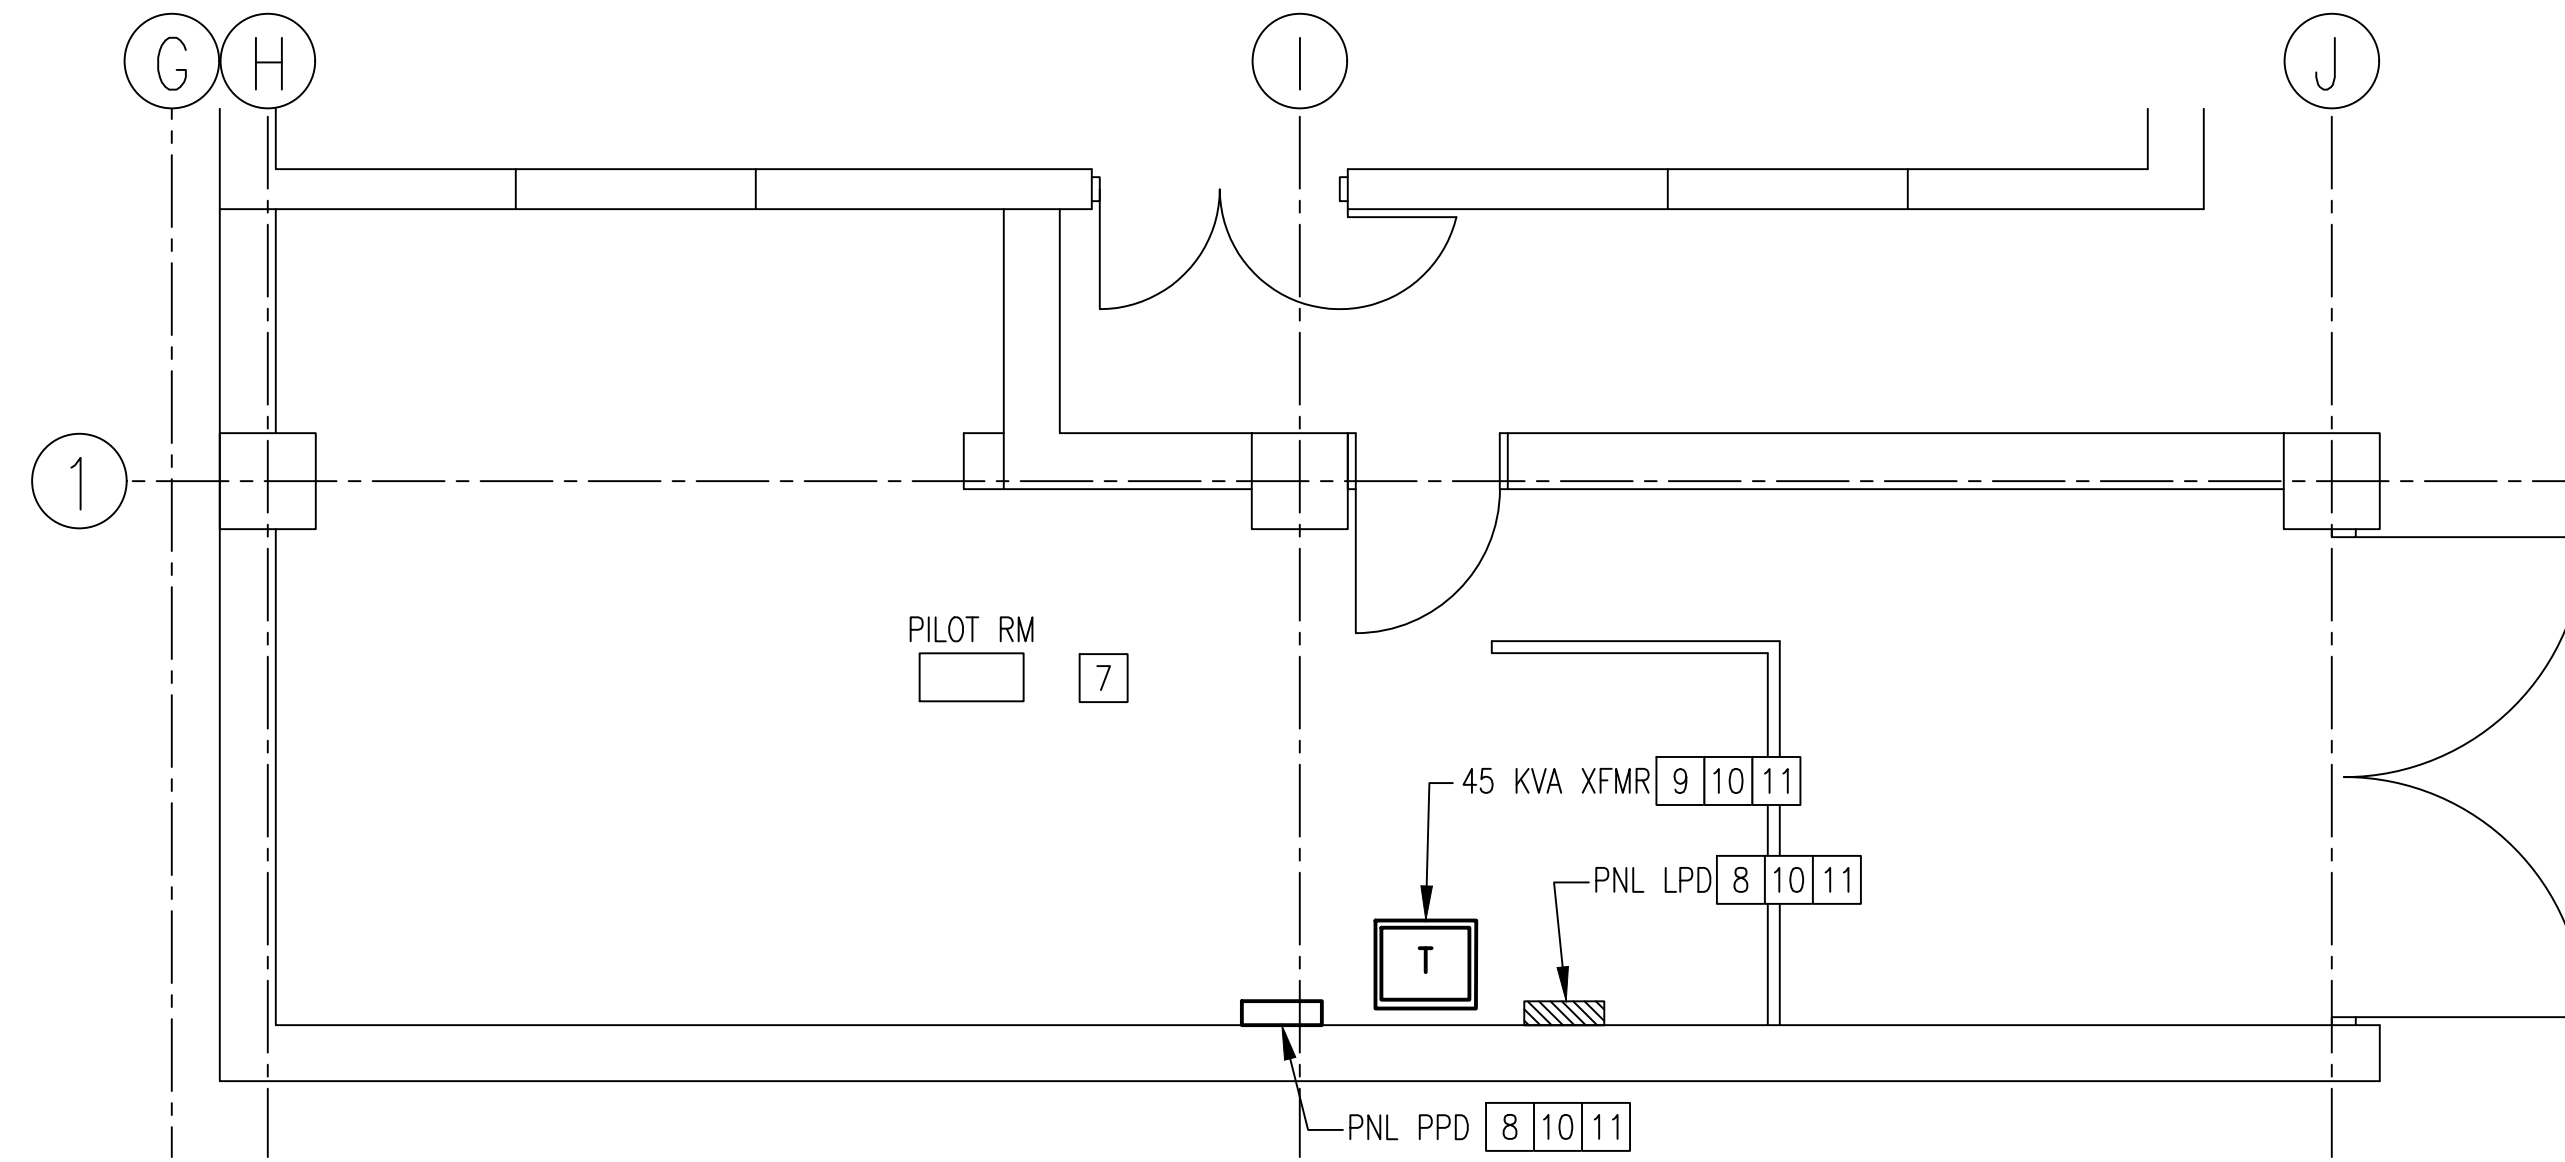 G H I J
1
PILOT RM
7
45 KVA XFMR 9 10 11
PNL LPD 8 10 11
T
PNL PPD 8 10 11